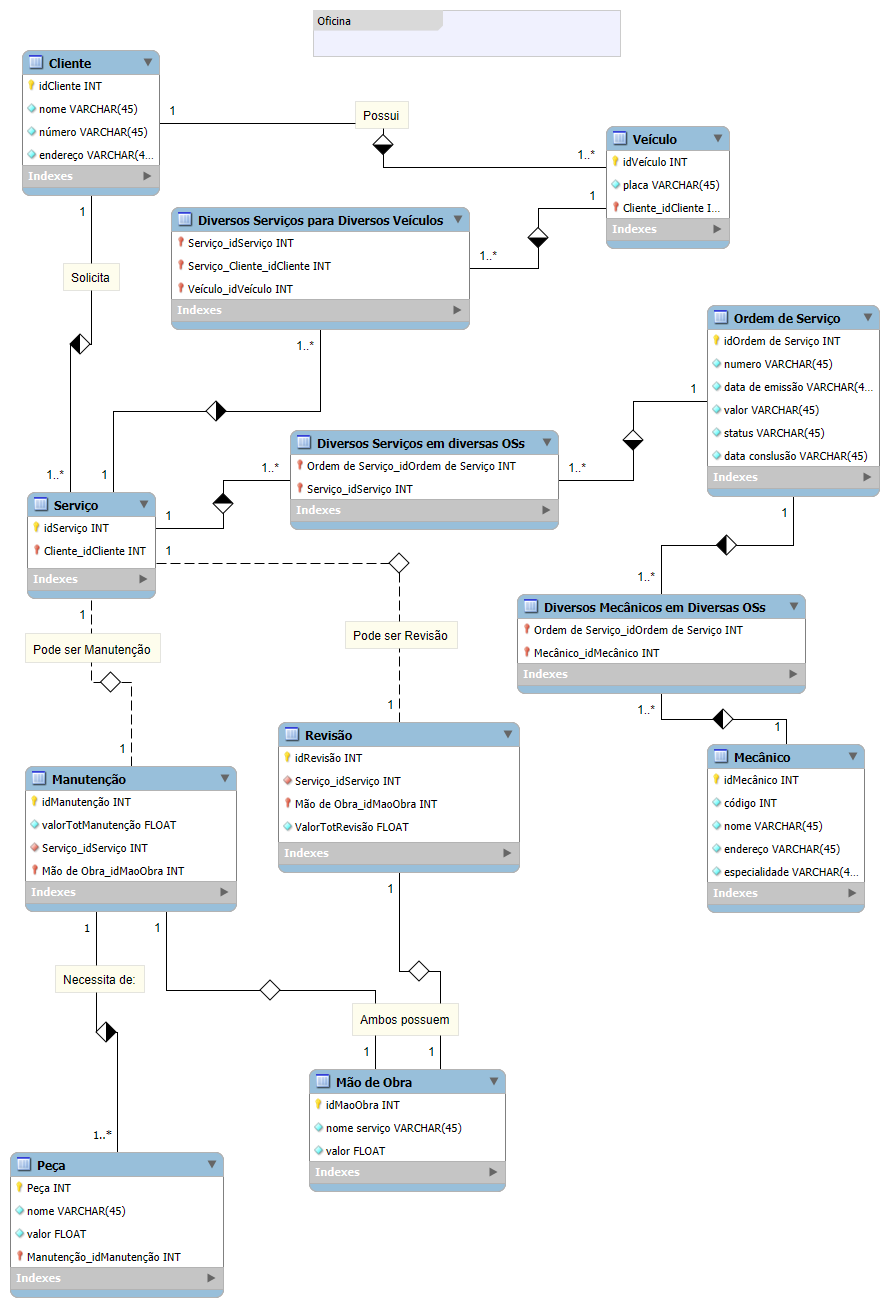 Oficina
Cliente
idCliente INT
nome VARCHAR(45)
número VARCHAR(45)
endereço VARCHAR(4...
Indexes
1
Possui
1..*
Veículo
idVeículo INT
placa VARCHAR(45)
Cliente_idCliente I...
Indexes
1
1
Solicita
Diversos Serviços para Diversos Veículos
Serviço_idServiço INT
Serviço_Cliente_idCliente INT
Veículo_idVeículo INT
Indexes
1..*
1..*
Ordem de Serviço
idOrdem de Serviço INT
numero VARCHAR(45)
data de emissão VARCHAR(4...
valor VARCHAR(45)
status VARCHAR(45)
data conslusão VARCHAR(45)
Indexes
1
1
Diversos Serviços em diversas OSs
Ordem de Serviço_idOrdem de Serviço INT
Serviço_idServiço INT
Indexes
1..*
1..*
1..*
1
Serviço
idServiço INT
Cliente_idCliente INT
Indexes
1
1
1
Pode ser Manutenção
Pode ser Revisão
1..*
Diversos Mecânicos em Diversas OSs
Ordem de Serviço_idOrdem de Serviço INT
Mecânico_idMecânico INT
Indexes
1..*
1
Mecânico
idMecânico INT
código INT
nome VARCHAR(45)
endereço VARCHAR(45)
especialidade VARCHAR(4...
Indexes
1
Revisão
idRevisão INT
Serviço_idServiço INT
Mão de Obra_idMaoObra INT
ValorTotRevisão FLOAT
Indexes
1
1
Manutenção
idManutenção INT
valorTotManutenção FLOAT
Serviço_idServiço INT
Mão de Obra_idMaoObra INT
Indexes
1
1
Necessita de:
Ambos possuem
1
1
Mão de Obra
idMaoObra INT
nome serviço VARCHAR(45)
valor FLOAT
Indexes
1..*
Peça
Peça INT
nome VARCHAR(45)
valor FLOAT
Manutenção_idManutenção INT
Indexes